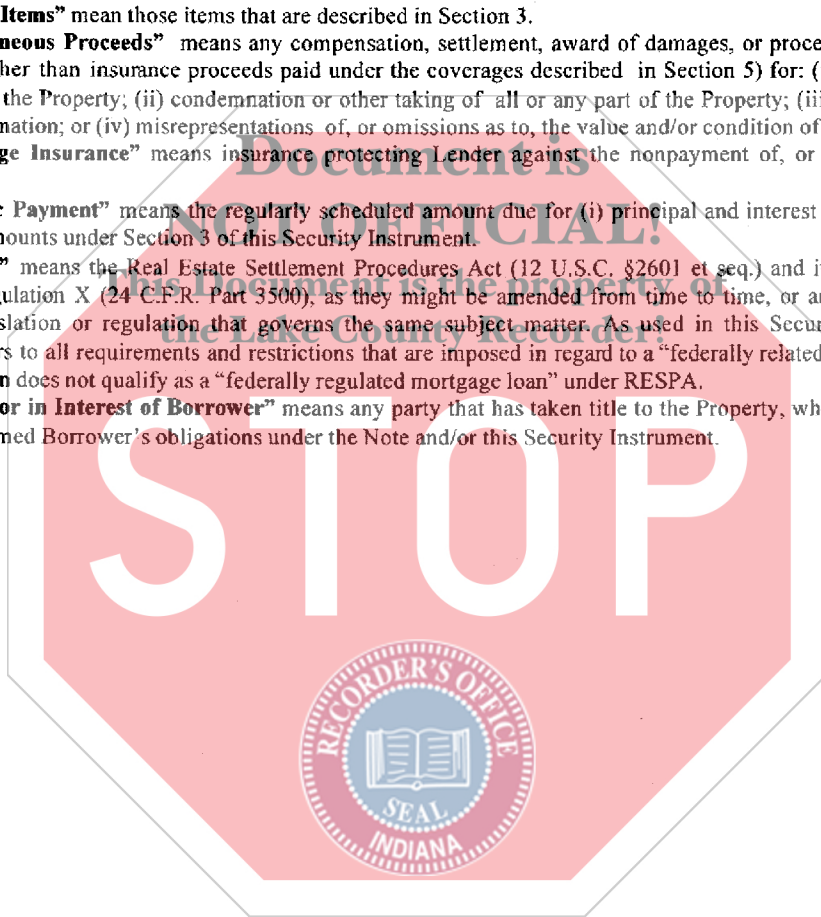 Items” mean those items that are described in Section 3.
neous Proceeds” means any compensation, settlement, award of damages, or proce
her than insurance proceeds paid under the coverages described in Section 5) for: (
the Property; (ii) condemnation or other taking of all or any part of the Property; (iii
nation; or (iv) misrepresentations of, or omissions as to, the value and/or condition of
ge Insurance” means insurance protecting Lender against the nonpayment of, or
Payment” means the regularly scheduled amount due for (i) principal and interest
nounts under Section 3 of this Security Instrument.
” means the Real Estate Settlement Procedures Act (12 U.S.C. §2601 et seq.) and i
ulation X (24 C.F.R. Part 3500), as they might be amended from time to time, or a
slation or regulation that governs the same subject matter. As used in this Secu
s to all requirements and restrictions that are imposed in regard to a “federally related
n does not qualify as a “federally regulated mortgage loan” under RESPA.
or in Interest of Borrower” means any party that has taken title to the Property, wh
ned Borrower’s obligations under the Note and/or this Security Instrument.
Document is
NOT OFFICIAL!
This Document is the property of
the Lake County Recorder!
STOP
RECORDER’S OFFICE
SEAL
INDIANA